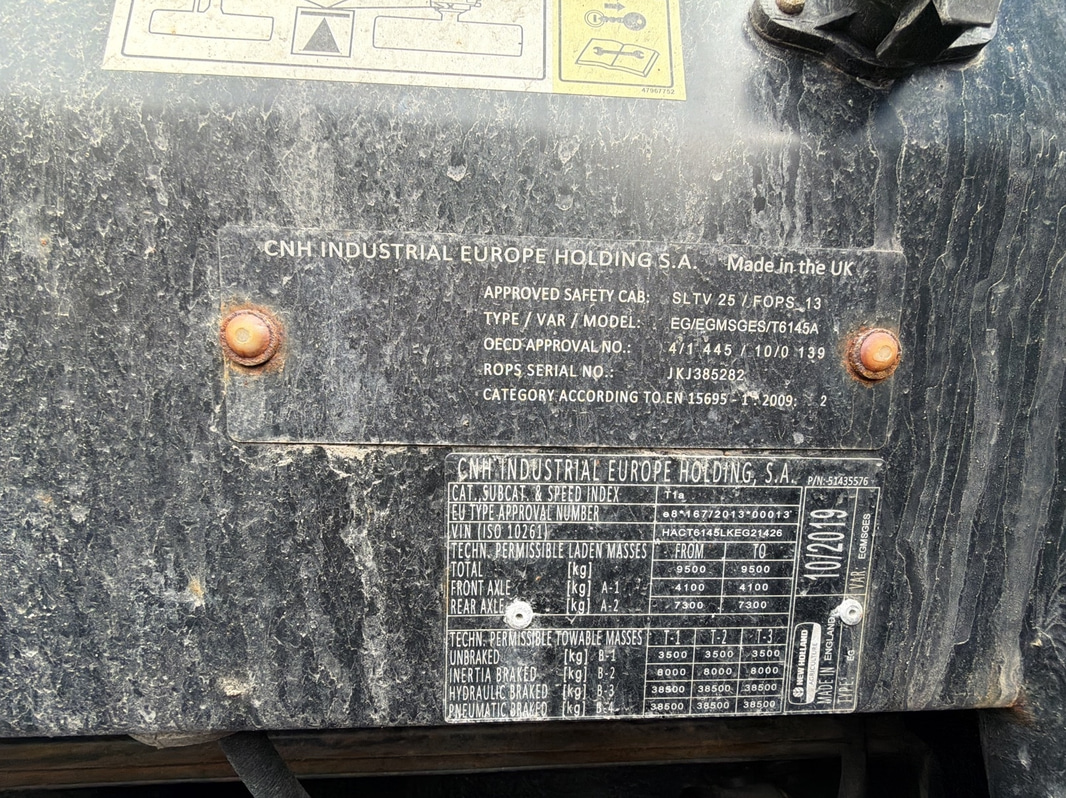 47967752
CNH INDUSTRIAL EUROPE HOLDING S.A. Made in the UK
APPROVED SAFETY CAB: SLTV 25 / FOPS 13
TYPE / VAR / MODEL: EG/EGMSGES/T6145A
OECD APPROVAL NO.: 4/1 445 / 10/0 139
ROPS SERIAL NO.: JKJ385282
CATEGORY ACCORDING TO EN 15695 - 1 : 2009: 2
CNH INDUSTRIAL EUROPE HOLDING, S.A. P/N:-51435576
CAT. SUBCAT. & SPEED INDEX T1a
EU TYPE APPROVAL NUMBER e8*167/2013*00013*
VIN (ISO 10261) HACT6145LKEG21426
TECHN. PERMISSIBLE LADEN MASSES FROM TO
TOTAL [kg] 9500 9500
FRONT AXLE [kg] A-1 4100 4100
REAR AXLE [kg] A-2 7300 7300
TECHN. PERMISSIBLE TOWABLE MASSES T-1 T-2 T-3
UNBRAKED [kg] B-1 3500 3500 3500
INERTIA BRAKED [kg] B-2 8000 8000 8000
HYDRAULIC BRAKED [kg] B-3 38500 38500 38500
PNEUMATIC BRAKED [kg] B-4 38500 38500 38500
10/2019
VAR: EGMSGES
NEW HOLLAND
MADE IN ENGLAND
TYPE: EG